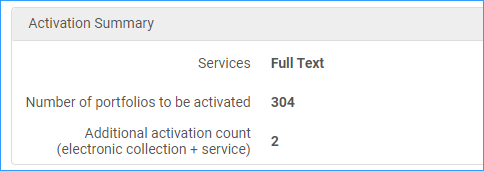 Activation Summary
Services Full Text
Number of portfolios to be activated 304
Additional activation count
(electronic collection + service) 2